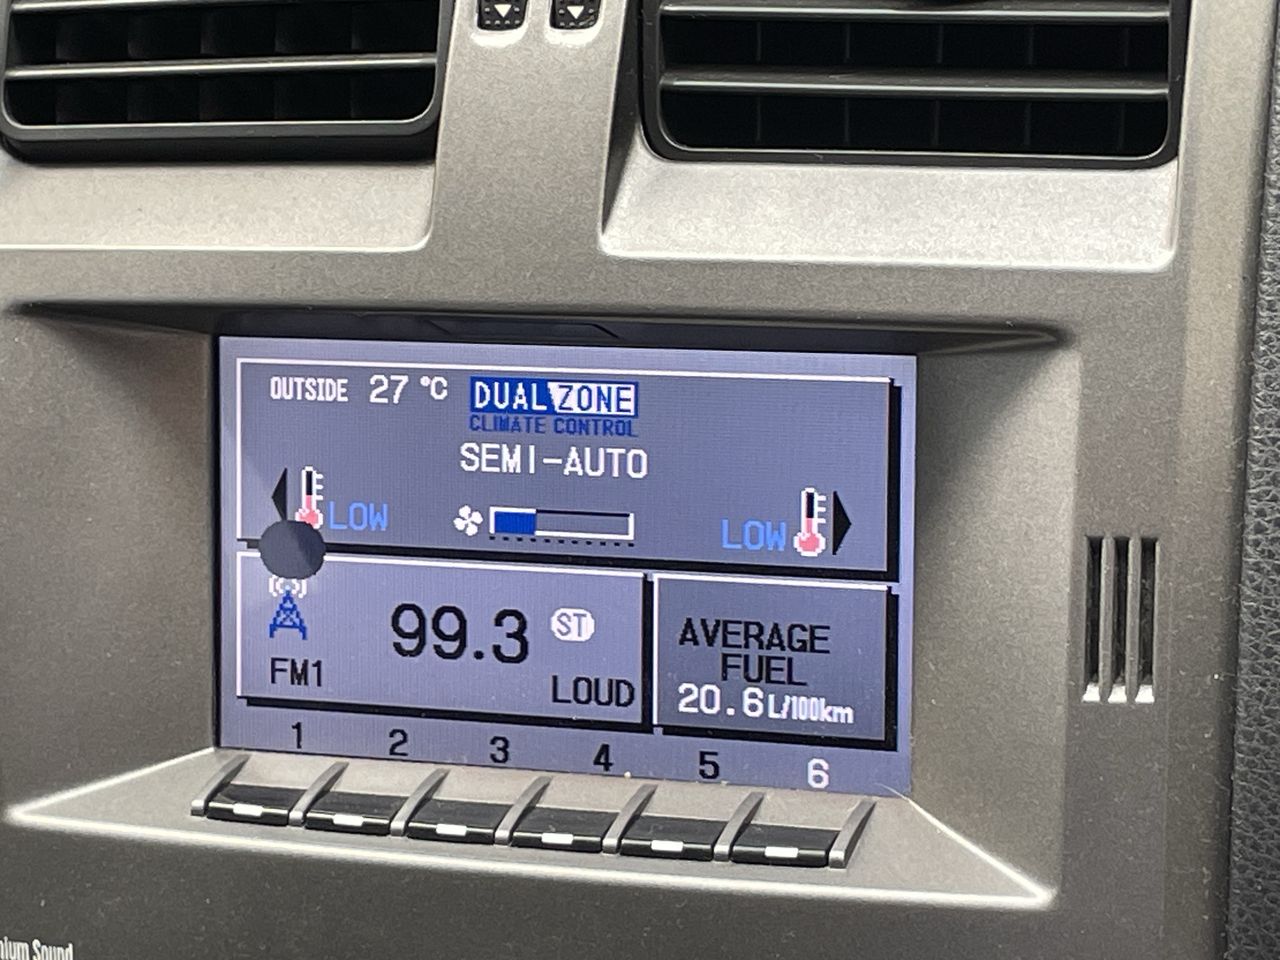 OUTSIDE 27 °C DUAL ZONE
CLIMATE CONTROL
SEMI-AUTO
LOW LOW
99.3 ST
FM1 LOUD
AVERAGE
FUEL
20.6 L/100km
1 2 3 4 5 6
Sound